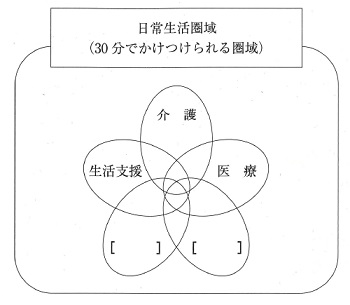 日常生活圏域
（30分でかけつけられる圏域）
介　護
生活支援
医　療
[　　　]
[　　　]